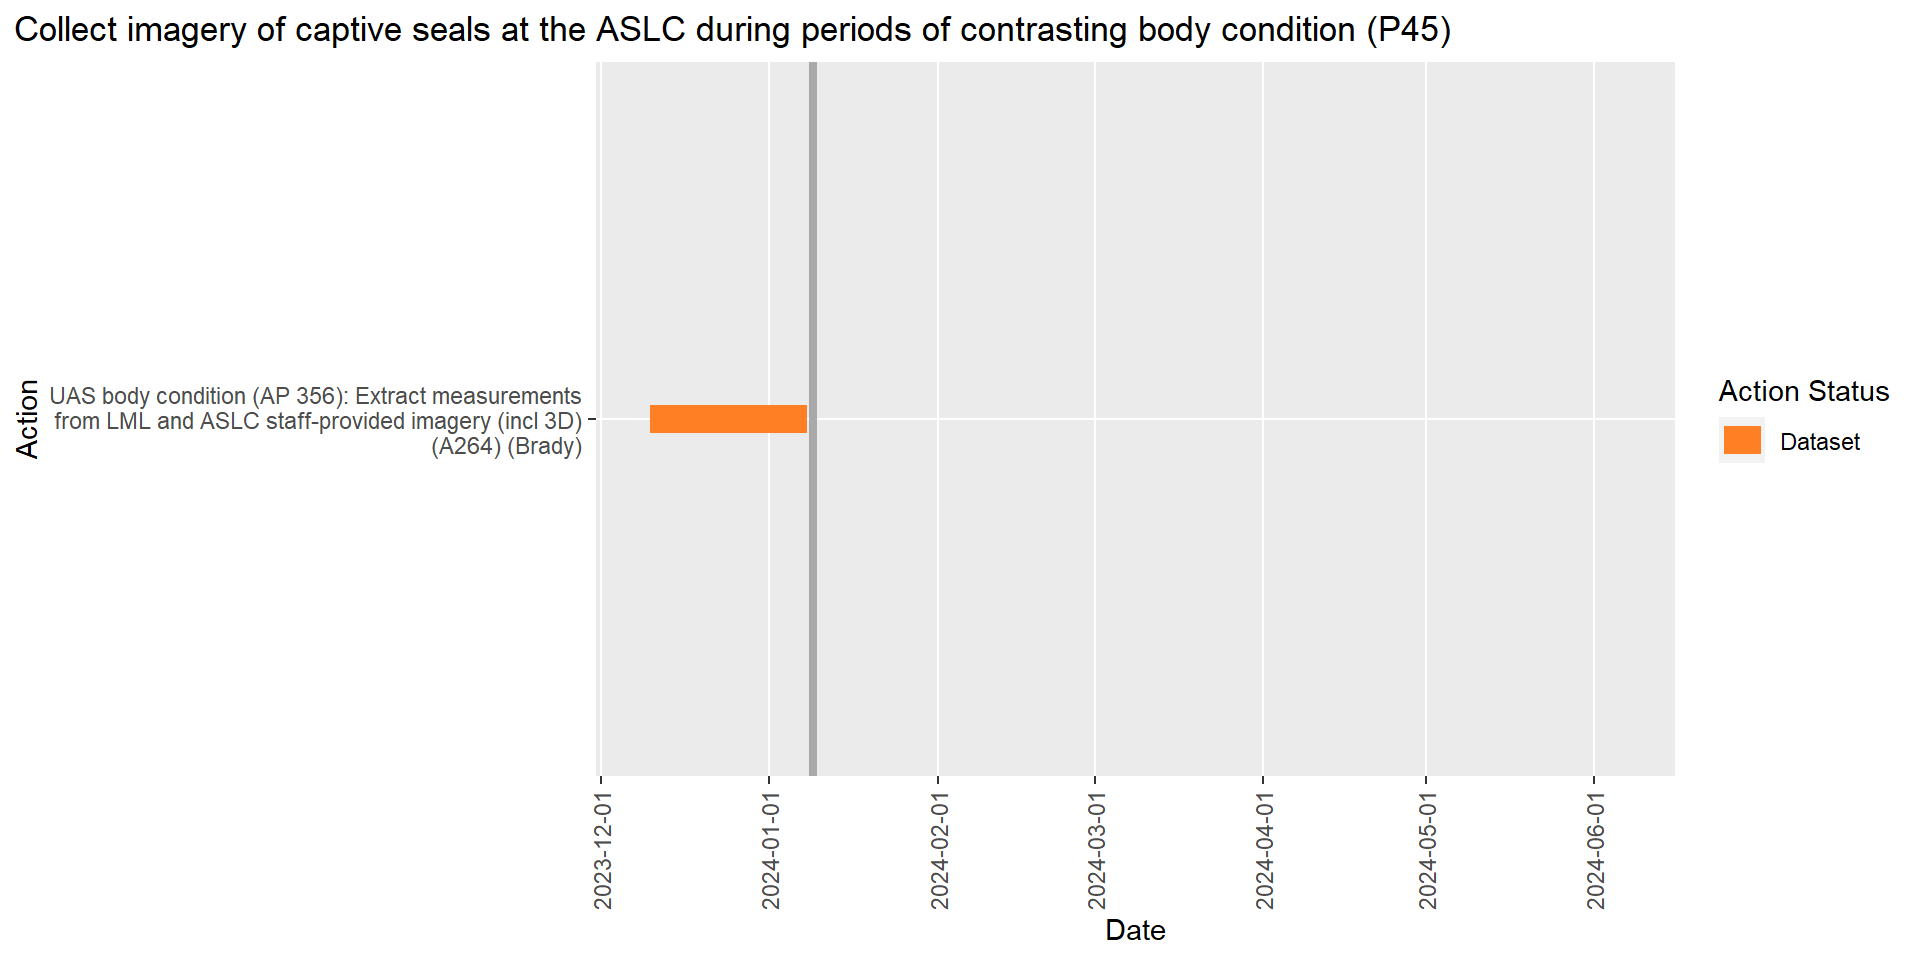 Collect imagery of captive seals at the ASLC during periods of contrasting body condition (P45)
Action
UAS body condition (AP 356): Extract measurements
from LML and ASLC staff-provided imagery (incl 3D)
(A264) (Brady)
2023-12-01
2024-01-01
2024-02-01
2024-03-01
2024-04-01
2024-05-01
2024-06-01
Date
Action Status
Dataset